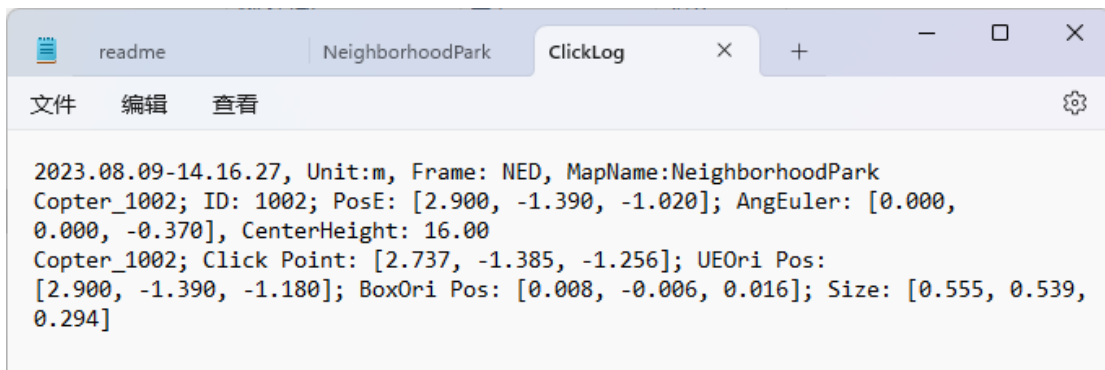 readme NeighborhoodPark ClickLog
文件 编辑 查看
2023.08.09-14.16.27, Unit:m, Frame: NED, MapName:NeighborhoodPark
Copter_1002; ID: 1002; PosE: [2.900, -1.390, -1.020]; AngEuler: [0.000,
0.000, -0.370], CenterHeight: 16.00
Copter_1002; Click Point: [2.737, -1.385, -1.256]; UEOri Pos:
[2.900, -1.390, -1.180]; BoxOri Pos: [0.008, -0.006, 0.016]; Size: [0.555, 0.539,
0.294]